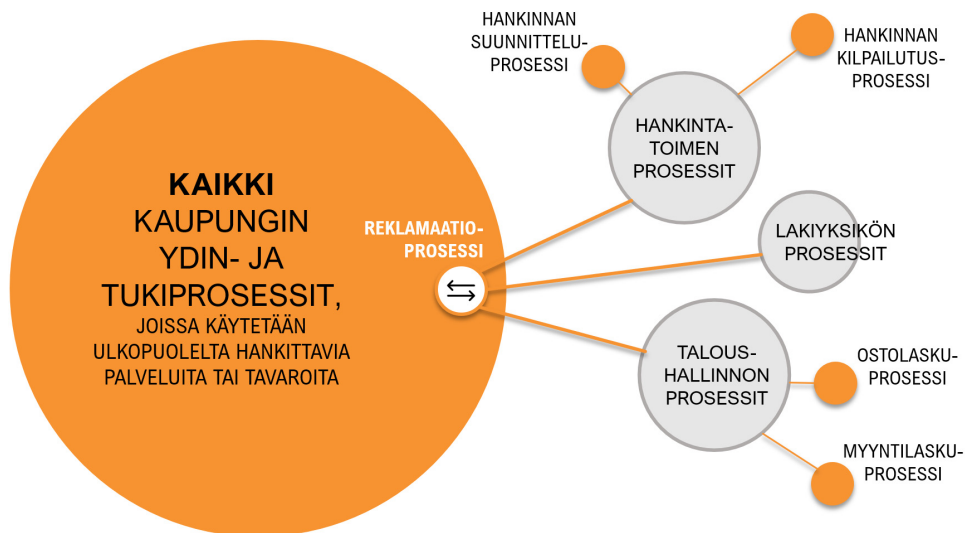 KAIKKI
KAUPUNGIN
YDIN- JA
TUKIPROSESSIT,
JOISSA KÄYTETÄÄN
ULKOPUOLELTA HANKITTAVIA
PALVELUITA TAI TAVAROITA
REKLAMAATIO-
PROSESSI
HANKINNAN
SUUNNITTELU-
PROSESSI
HANKINNAN
KILPAILUTUS-
PROSESSI
HANKINTA-
TOIMEN
PROSESSIT
LAKIYKSIKÖN
PROSESSIT
TALOUS-
HALLINNON
PROSESSIT
OSTOLASKU-
PROSESSI
MYYNTILASKU-
PROSESSI